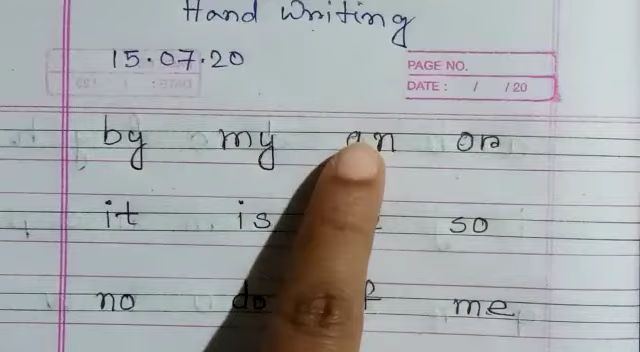 Hand Writing
15.07.20
PAGE NO.
DATE: / /20
by my an on
it is so
no do me